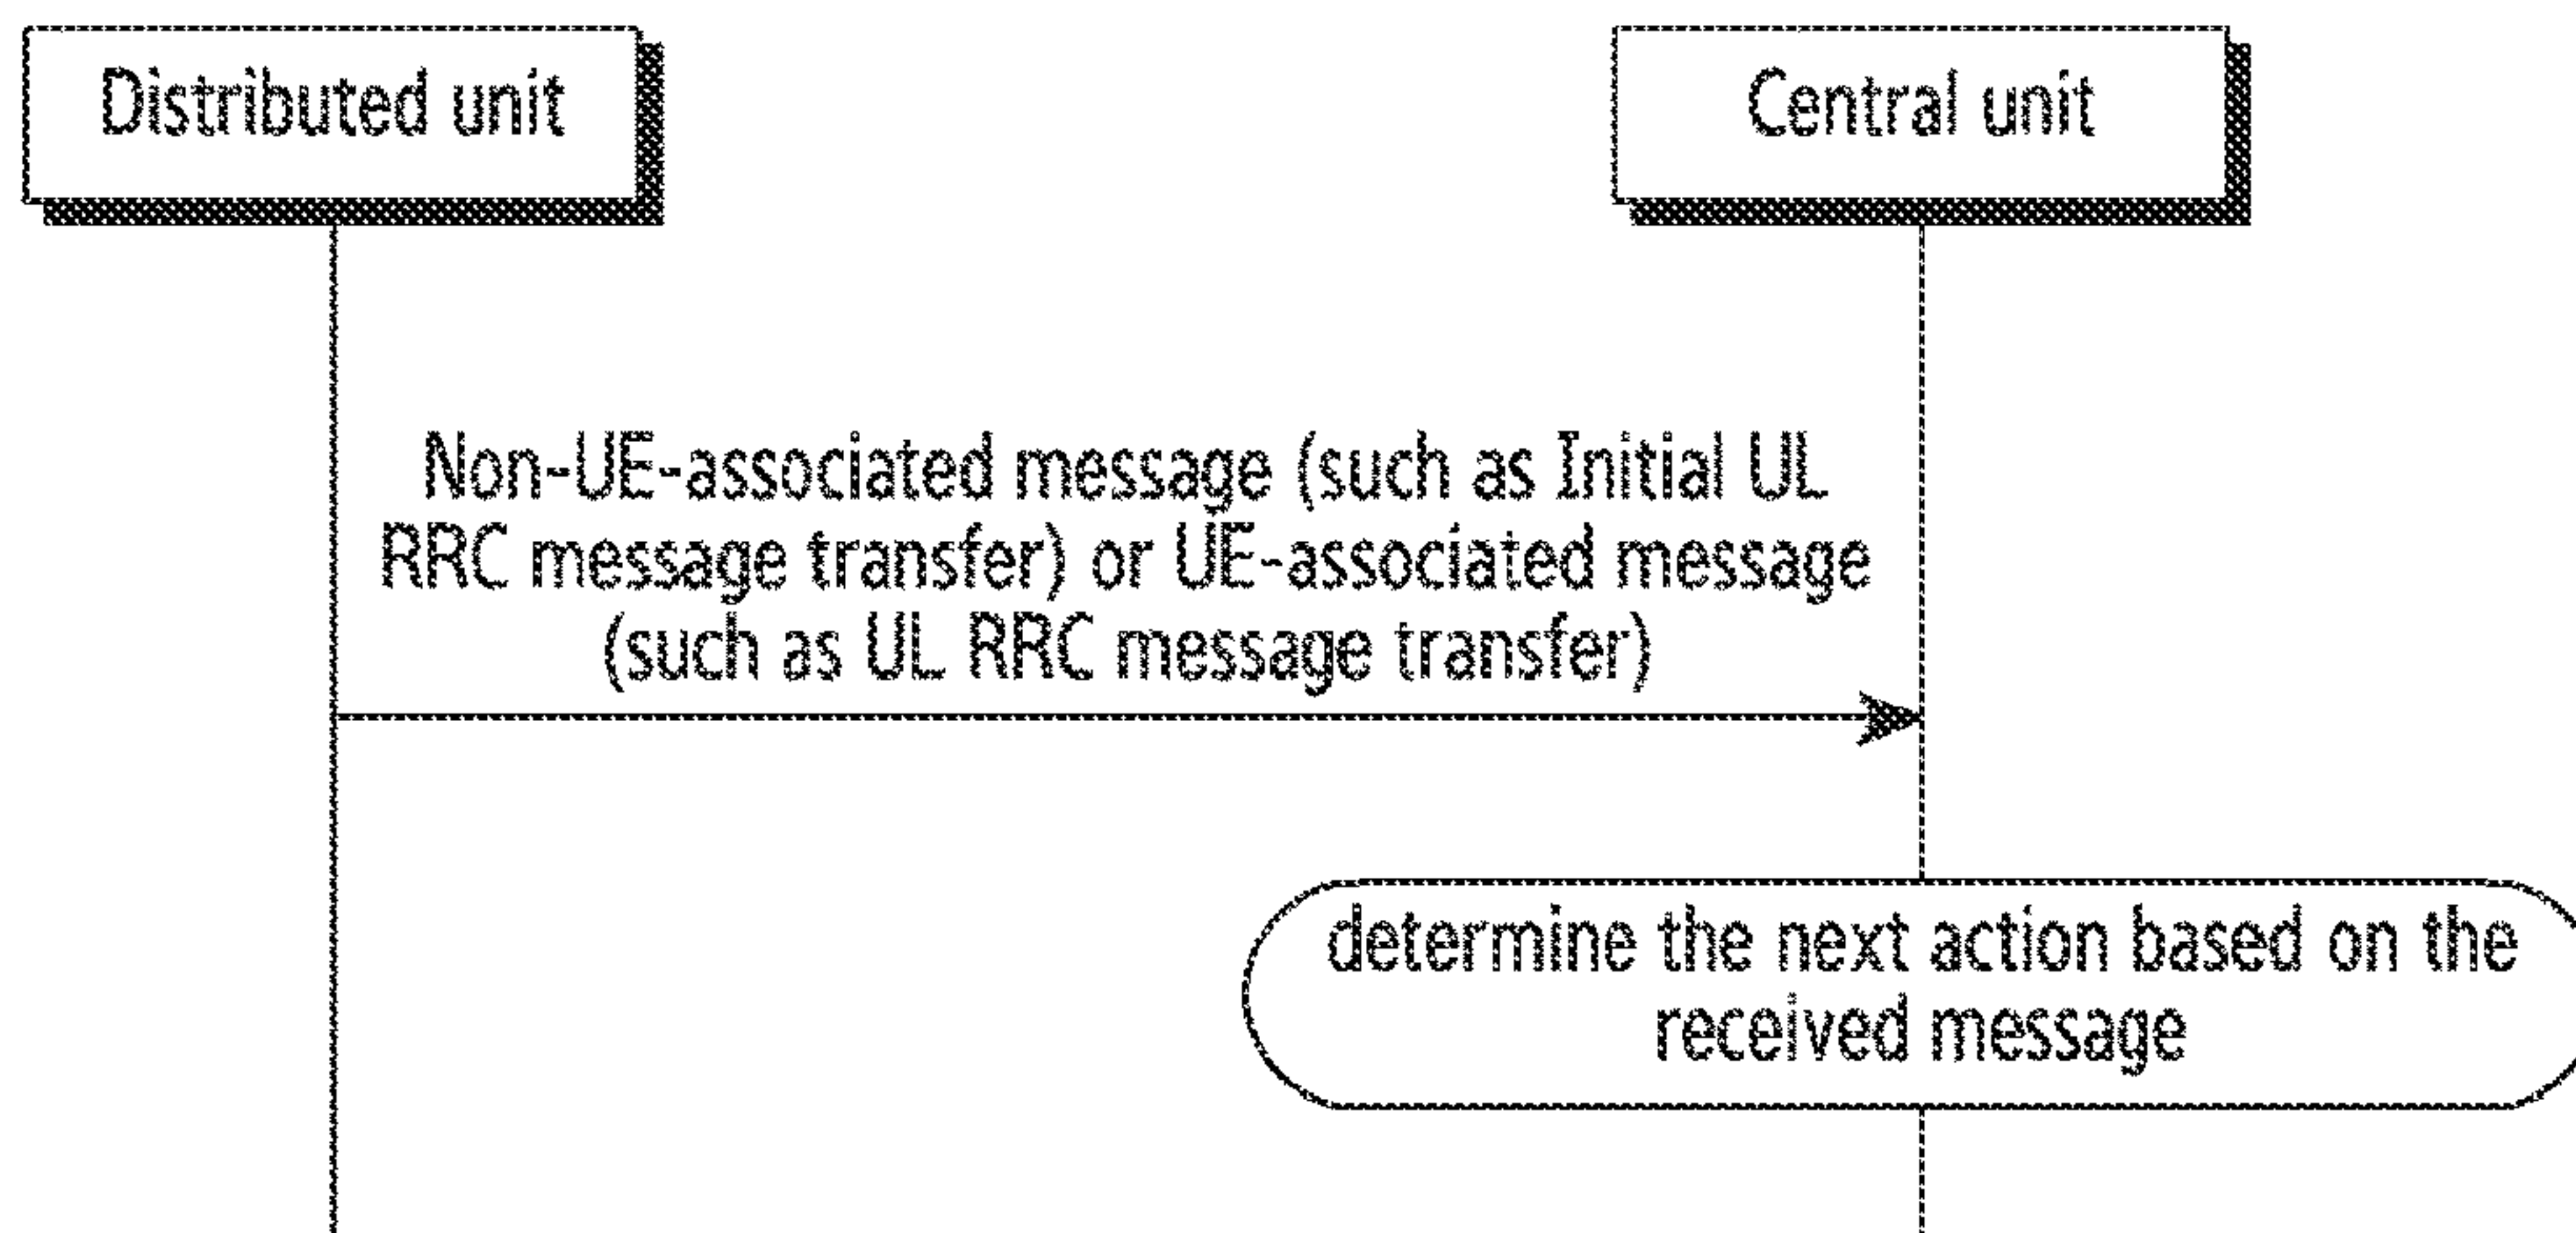 Distributed unit
Central unit
Non-UE-associated message (such as Initial UL
RRC message transfer) or UE-associated message
(such as UL RRC message transfer)
determine the next action based on the
received message